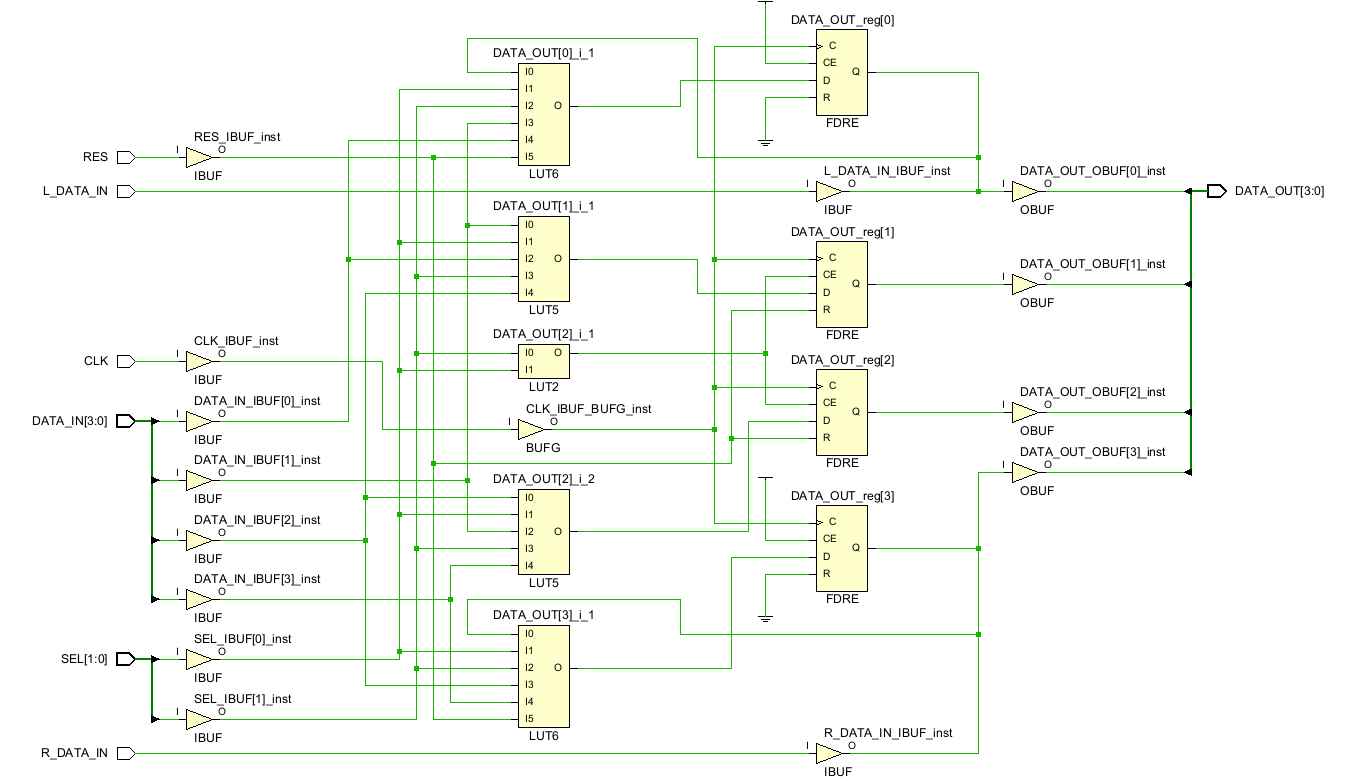 DATA_OUT_reg[0]
C
CE
D
R
Q
FDRE
DATA_OUT[0]_i_1
I0
I1
I2
I3
I4
I5
O
LUT6
RES
RES_IBUF_inst
I
O
IBUF
L_DATA_IN
L_DATA_IN_IBUF_inst
I
O
IBUF
DATA_OUT_OBUF[0]_inst
I
O
OBUF
DATA_OUT[3:0]
DATA_OUT[1]_i_1
I0
I1
I2
I3
I4
O
LUT5
DATA_OUT_reg[1]
C
CE
D
R
Q
FDRE
DATA_OUT_OBUF[1]_inst
I
O
OBUF
CLK
CLK_IBUF_inst
I
O
IBUF
DATA_OUT[2]_i_1
I0
I1
O
LUT2
DATA_OUT_reg[2]
C
CE
D
R
Q
FDRE
DATA_OUT_OBUF[2]_inst
I
O
OBUF
DATA_IN[3:0]
DATA_IN_IBUF[0]_inst
I
O
IBUF
CLK_IBUF_BUFG_inst
I
O
BUFG
DATA_IN_IBUF[1]_inst
I
O
IBUF
DATA_OUT_OBUF[3]_inst
I
O
OBUF
DATA_OUT[2]_i_2
I0
I1
I2
I3
I4
O
LUT5
DATA_OUT_reg[3]
C
CE
D
R
Q
FDRE
DATA_IN_IBUF[2]_inst
I
O
IBUF
DATA_IN_IBUF[3]_inst
I
O
IBUF
DATA_OUT[3]_i_1
I0
I1
I2
I3
I4
I5
O
LUT6
SEL[1:0]
SEL_IBUF[0]_inst
I
O
IBUF
SEL_IBUF[1]_inst
I
O
IBUF
R_DATA_IN
R_DATA_IN_IBUF_inst
I
O
IBUF